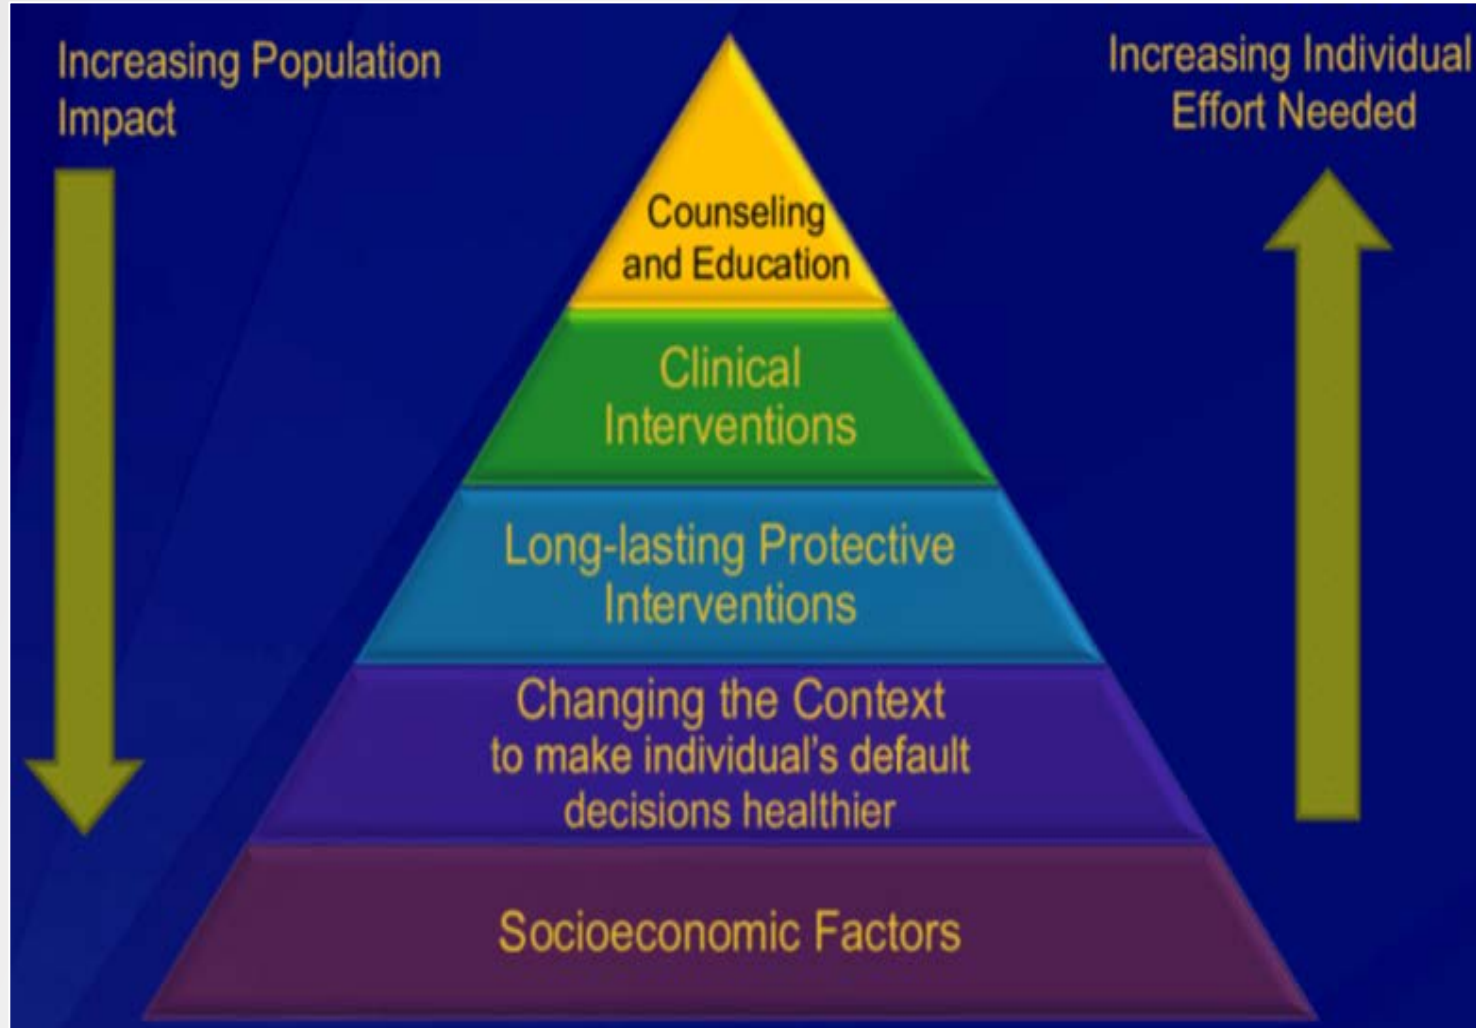 Increasing Population
Impact
Increasing Individual
Effort Needed
Counseling
and Education
Clinical
Interventions
Long-lasting Protective
Interventions
Changing the Context
to make individual's default
decisions healthier
Socioeconomic Factors